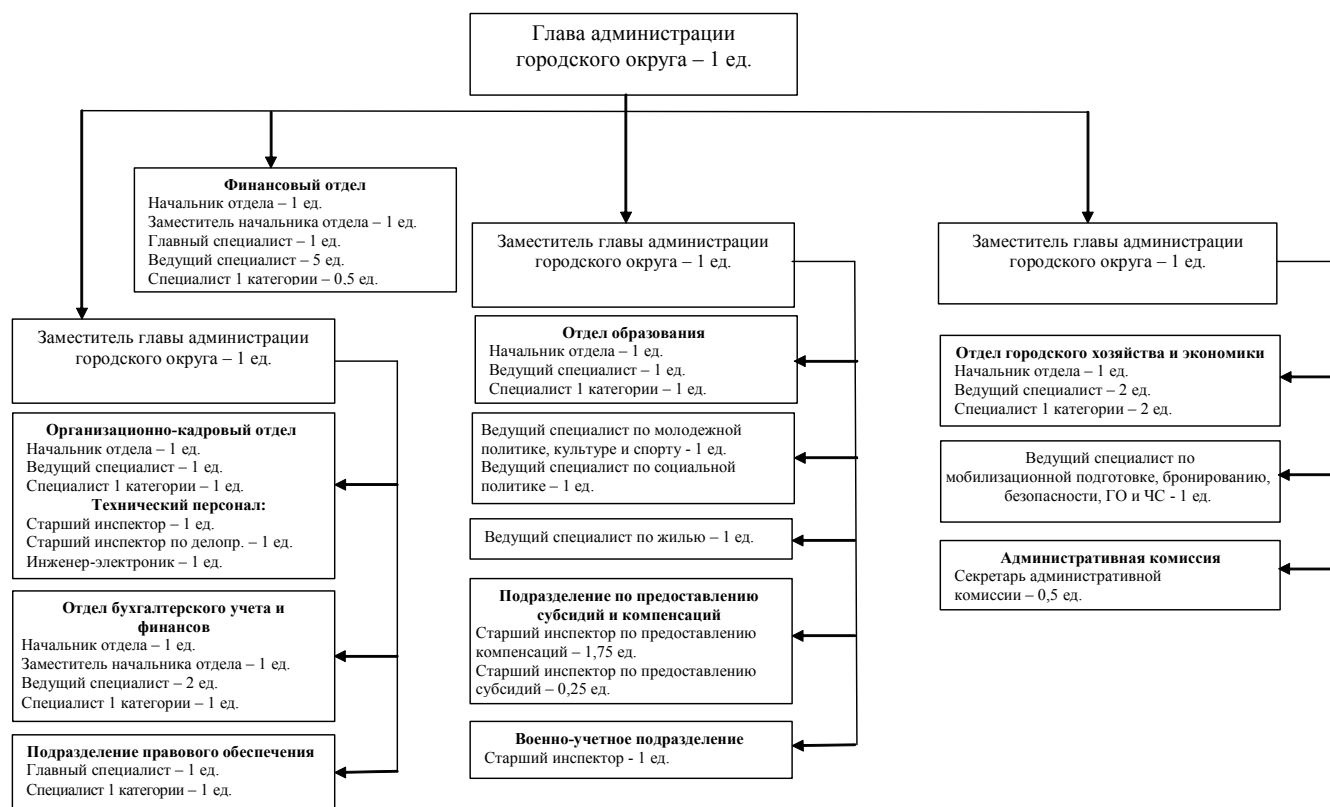 Глава администрации
городского округа – 1 ед.
Финансовый отдел
Начальник отдела – 1 ед.
Заместитель начальника отдела – 1 ед.
Главный специалист – 1 ед.
Ведущий специалист – 5 ед.
Специалист 1 категории – 0,5 ед.
Заместитель главы администрации
городского округа – 1 ед.
Организационно-кадровый отдел
Начальник отдела – 1 ед.
Ведущий специалист – 1 ед.
Специалист 1 категории – 1 ед.
Технический персонал:
Старший инспектор – 1 ед.
Старший инспектор по делопр. – 1 ед.
Инженер-электроник – 1 ед.
Отдел бухгалтерского учета и
финансов
Начальник отдела – 1 ед.
Заместитель начальника отдела – 1 ед.
Ведущий специалист – 2 ед.
Специалист 1 категории – 1 ед.
Подразделение правового обеспечения
Главный специалист – 1 ед.
Специалист 1 категории – 1 ед.
Заместитель главы администрации
городского округа – 1 ед.
Отдел образования
Начальник отдела – 1 ед.
Ведущий специалист – 1 ед.
Специалист 1 категории – 1 ед.
Ведущий специалист по молодежной
политике, культуре и спорту - 1 ед.
Ведущий специалист по социальной
политике – 1 ед.
Ведущий специалист по жилью – 1 ед.
Подразделение по предоставлению
субсидий и компенсаций
Старший инспектор по предоставлению
компенсаций – 1,75 ед.
Старший инспектор по предоставлению
субсидий – 0,25 ед.
Военно-учетное подразделение
Старший инспектор - 1 ед.
Заместитель главы администрации
городского округа – 1 ед.
Отдел городского хозяйства и экономики
Начальник отдела – 1 ед.
Ведущий специалист – 2 ед.
Специалист 1 категории – 2 ед.
Ведущий специалист по
мобилизационной подготовке, бронированию,
безопасности, ГО и ЧС - 1 ед.
Административная комиссия
Секретарь административной
комиссии – 0,5 ед.